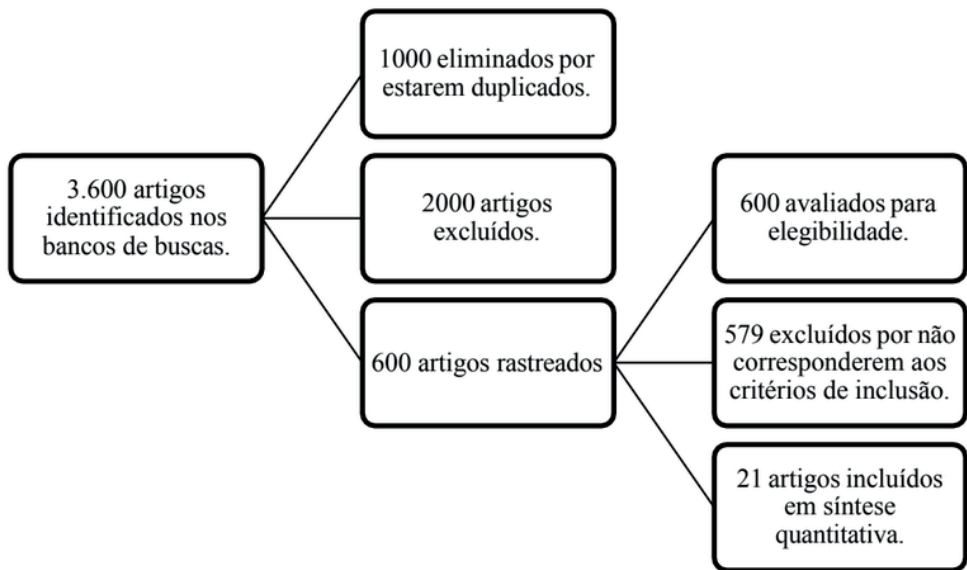 3.600 artigos
identificados nos
bancos de buscas.
1000 eliminados por
estarem duplicados.
2000 artigos
excluídos.
600 artigos rastreados
600 avaliados para
elegibilidade.
579 excluídos por não
corresponderem aos
critérios de inclusão.
21 artigos incluídos
em síntese
quantitativa.